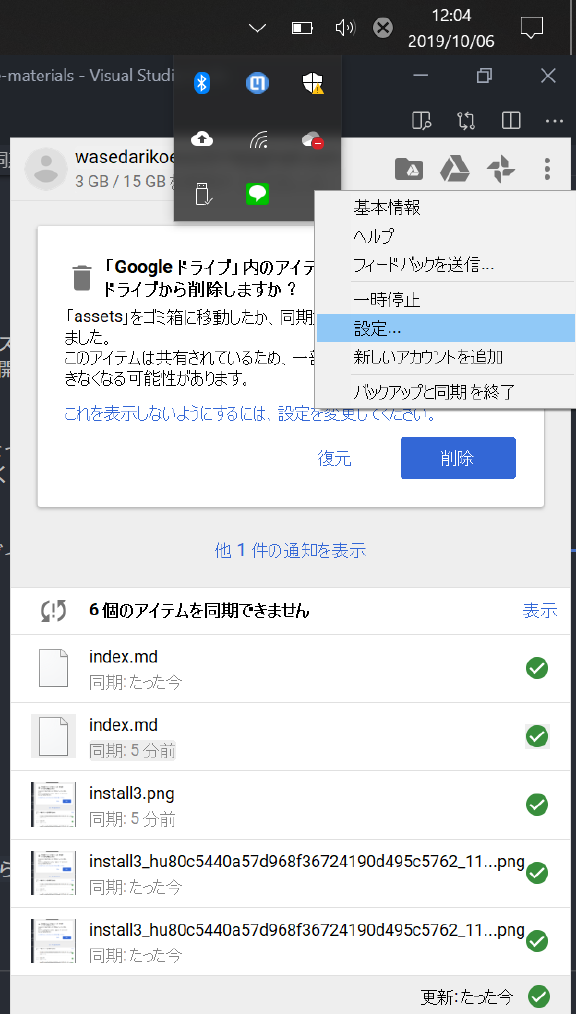 12:04
2019/10/06
-materials - Visual Studi
wasedariko
3 GB / 15 GB
基本情報
ヘルプ
フィードバックを送信...
一時停止
設定...
新しいアカウントを追加
バックアップと同期を終了
「Google ドライブ」内のアイテ
ドライブから削除しますか？
「assets」をゴミ箱に移動したか、同期
ました。
このアイテムは共有されているため、一
きなくなる可能性があります。
これを表示しないようにするには、設定を変更してください。
復元
削除
他 1 件の通知を表示
6 個のアイテムを同期できません
表示
index.md
同期: たった今
index.md
同期: 5 分前
install3.png
同期: 5 分前
install3_hu80c5440a57d968f36724190d495c5762_11...png
同期: たった今
install3_hu80c5440a57d968f36724190d495c5762_11...png
同期: たった今
更新: たった今